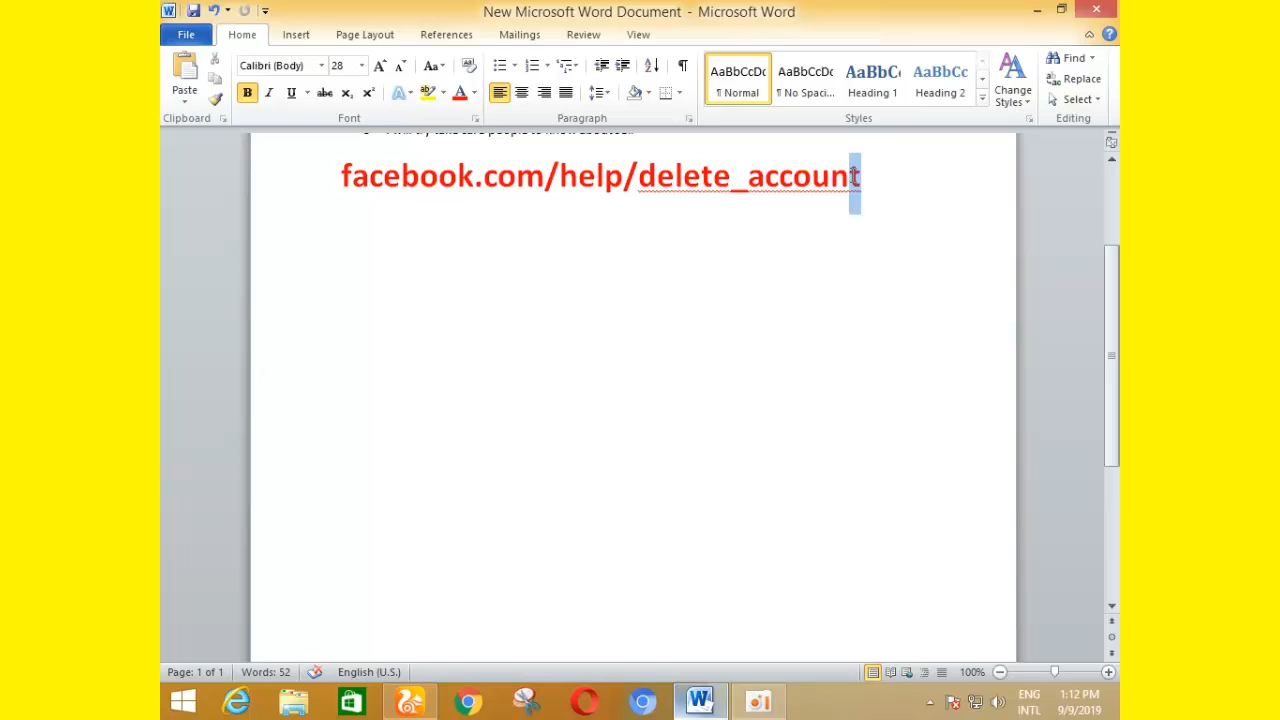 New Microsoft Word Document - Microsoft Word
File Home Insert Page Layout References Mailings Review View
Paste
Calibri (Body) 28
AaBbCcDc AaBbCcDc AaBbC AaBbCc
¶ Normal ¶ No Spaci... Heading 1 Heading 2
Change Styles
Find
Replace
Select
Clipboard Font Paragraph Styles Editing
facebook.com/help/delete_account
Page: 1 of 1 Words: 52 English (U.S.) 100%
ENG 1:12 PM
INTL 9/9/2019